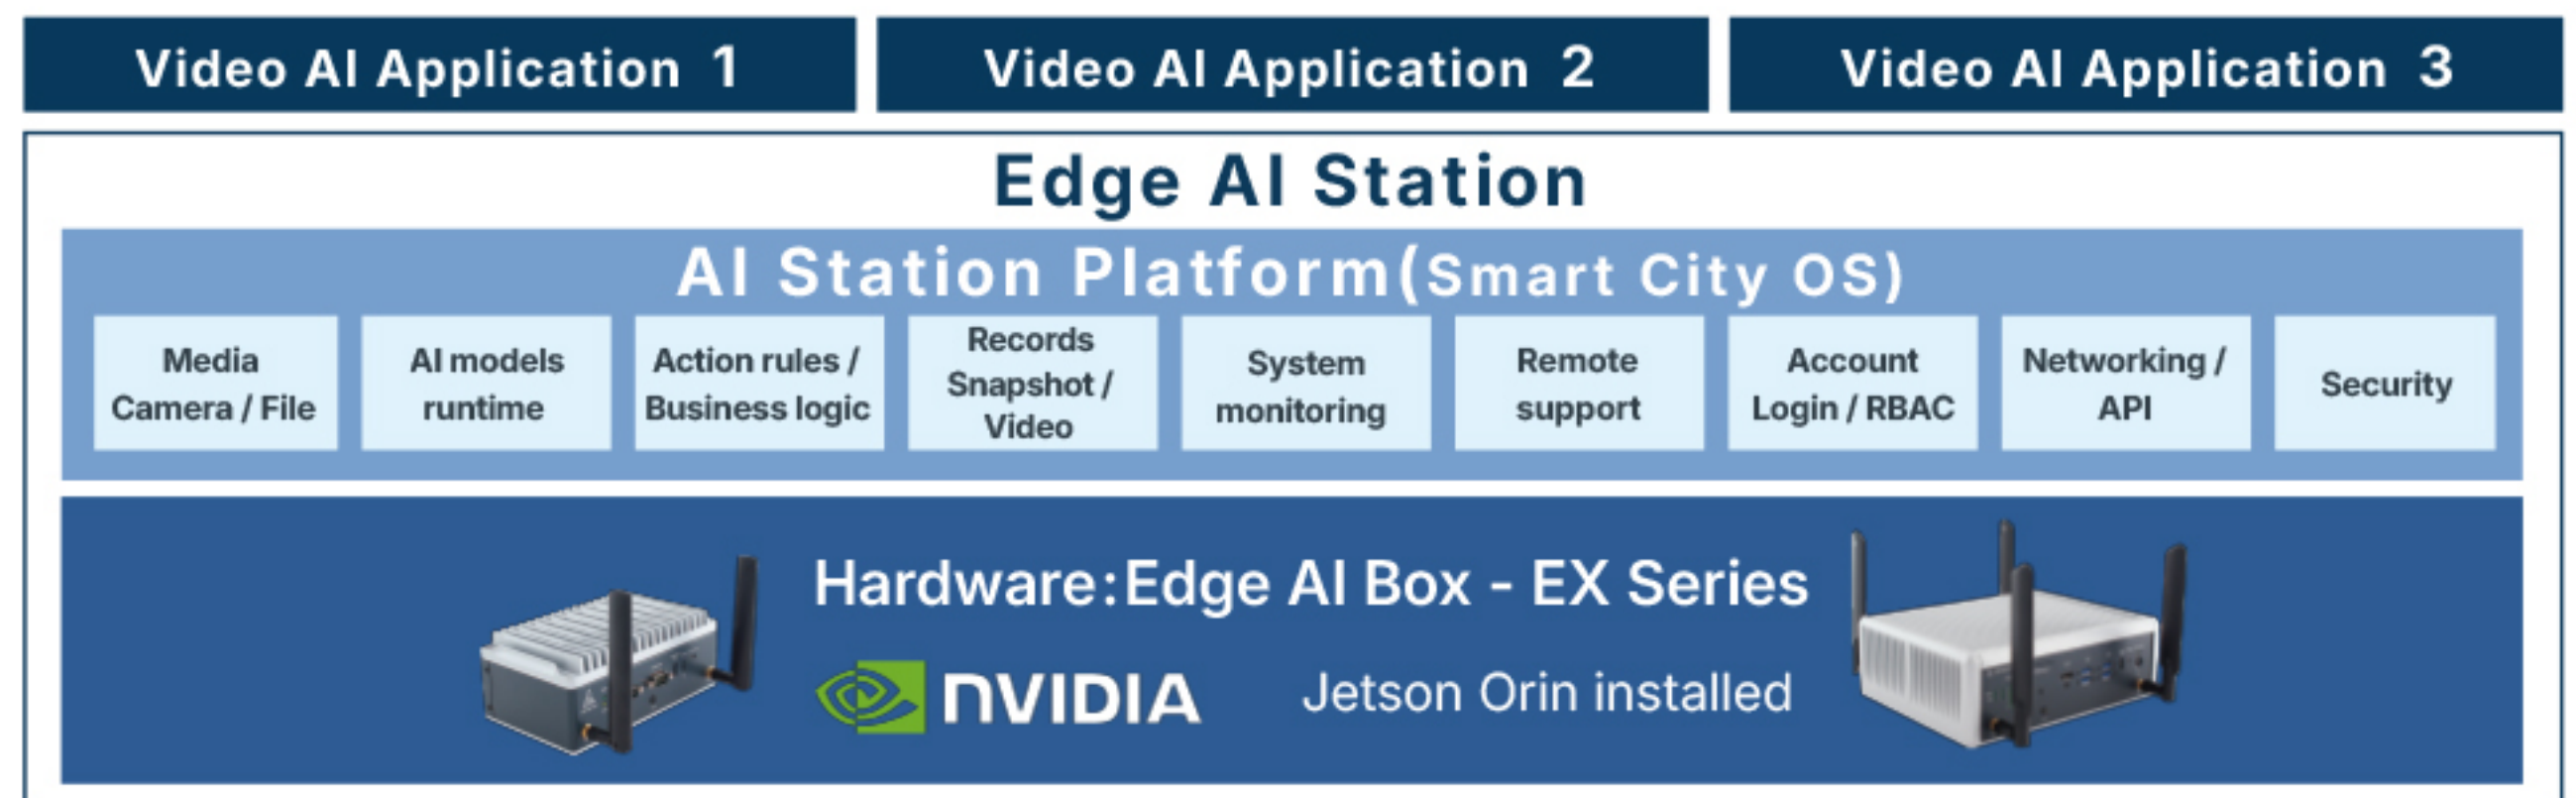 Video AI Application 1
Video AI Application 2
Video AI Application 3
Edge AI Station
AI Station Platform(Smart City OS)
Media
Camera / File
AI models
runtime
Action rules /
Business logic
Records
Snapshot /
Video
System
monitoring
Remote
support
Account
Login / RBAC
Networking /
API
Security
Hardware:Edge AI Box - EX Series
NVIDIA
Jetson Orin installed